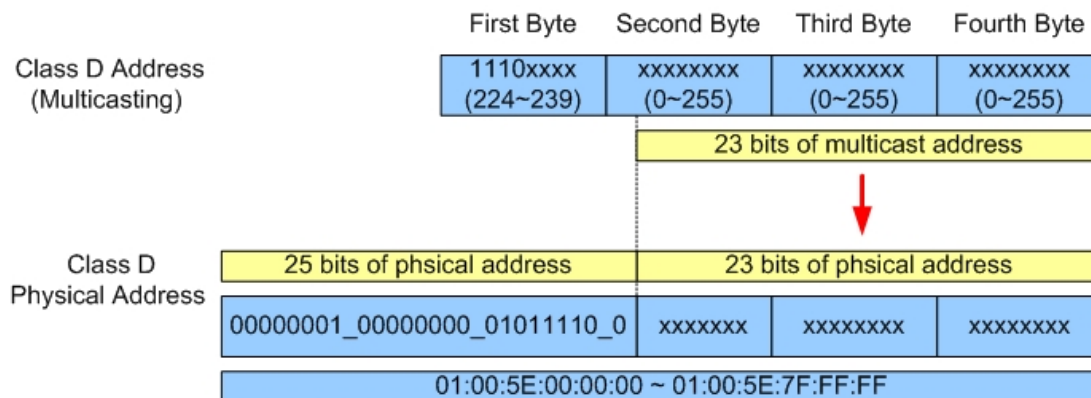 First Byte Second Byte Third Byte Fourth Byte
Class D Address
(Multicasting)
1110xxxx xxxxxxxx xxxxxxxx xxxxxxxx
(224~239) (0~255) (0~255) (0~255)
23 bits of multicast address
Class D
Physical Address
25 bits of phsical address 23 bits of phsical address
00000001_00000000_01011110_0 xxxxxxx xxxxxxxx xxxxxxxx
01:00:5E:00:00:00 ~ 01:00:5E:7F:FF:FF